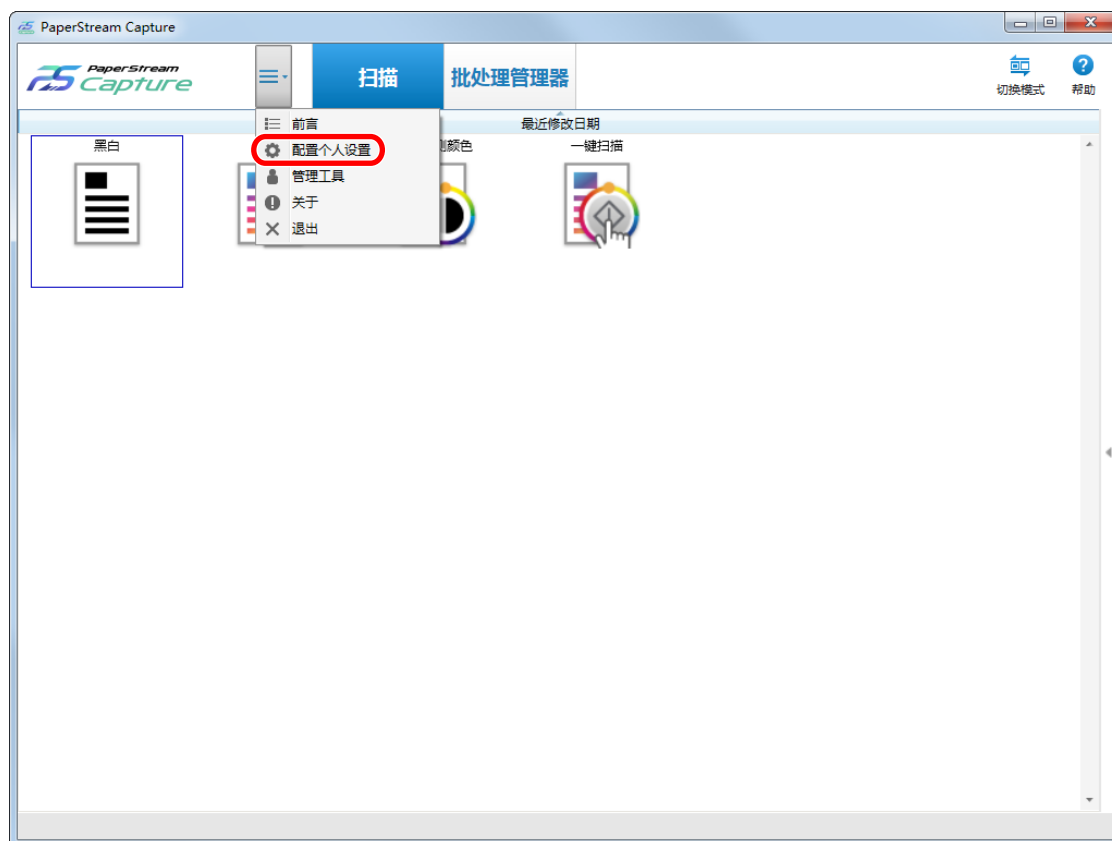 PaperStream Capture
PaperStream
Capture
扫描
批处理管理器
切换模式
帮助
前言
配置个人设置
管理工具
关于
退出
最近修改日期
黑白
颜色
一键扫描